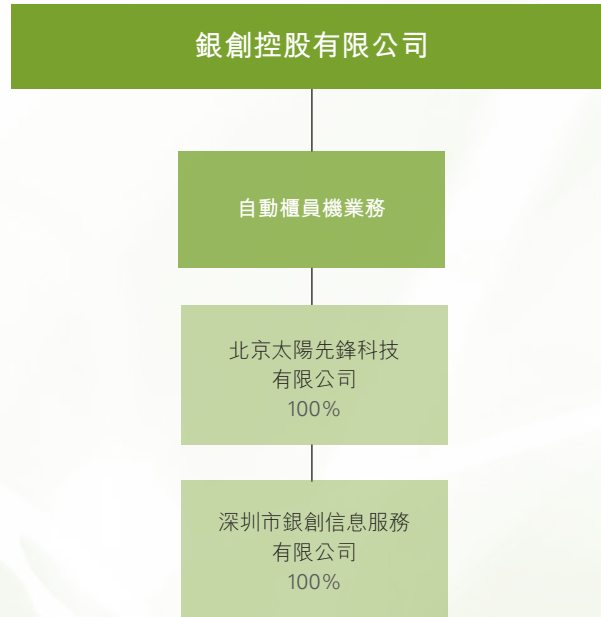 銀創控股有限公司
自動櫃員機業務
北京太陽先鋒科技
有限公司
100%
深圳市銀創信息服務
有限公司
100%